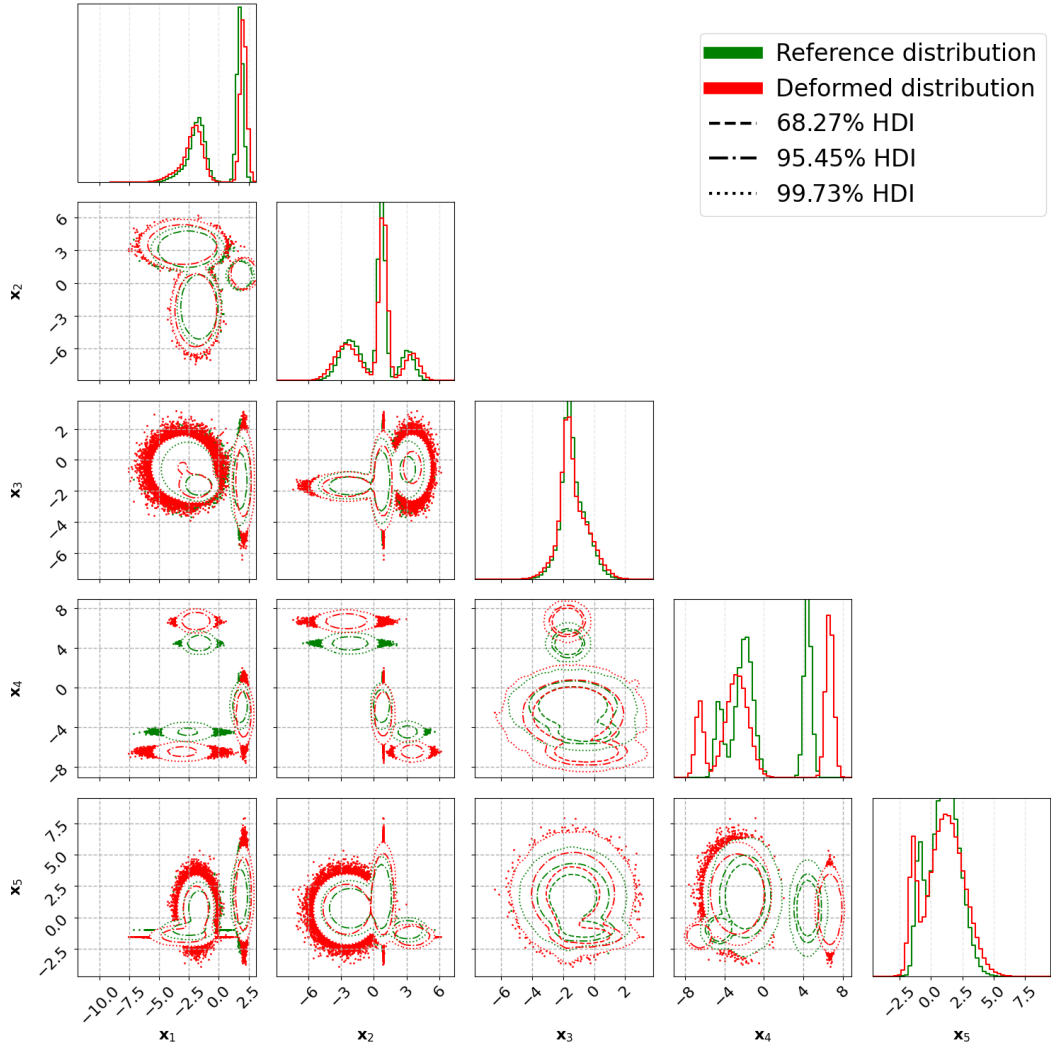 Reference distribution
Deformed distribution
68.27% HDI
95.45% HDI
99.73% HDI
6
3
0
−3
−6
x₂
2
0
−2
−4
−6
x₃
8
4
0
−4
−8
x₄
7.5
5.0
2.5
0.0
−2.5
x₅
−10.0 −7.5 −5.0 −2.5 0.0 2.5
−6 −3 0 3 6
−6 −4 −2 0 2
−8 −4 0 4 8
−2.5 0.0 2.5 5.0 7.5
x₁ x₂ x₃ x₄ x₅